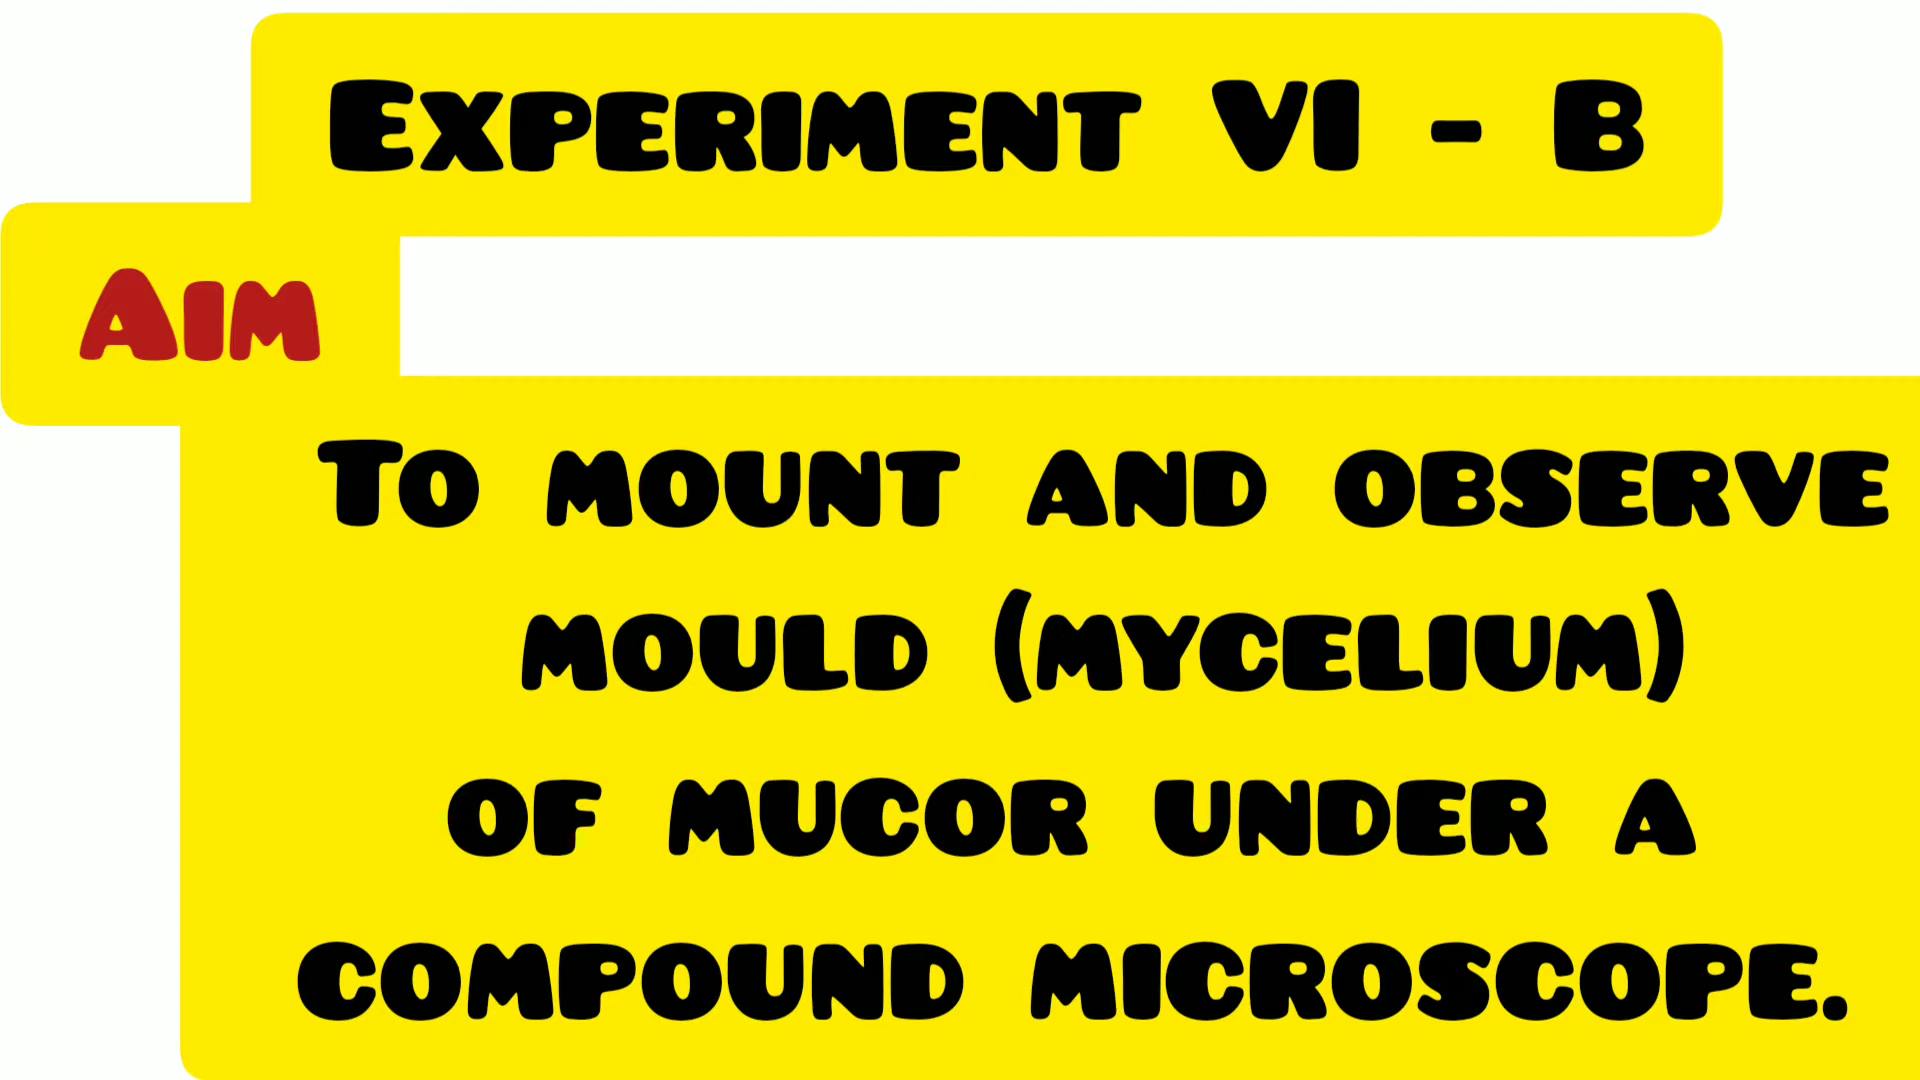 Experiment VI - B
Aim
To mount and observe
mould (mycelium)
of mucor under a
compound microscope.